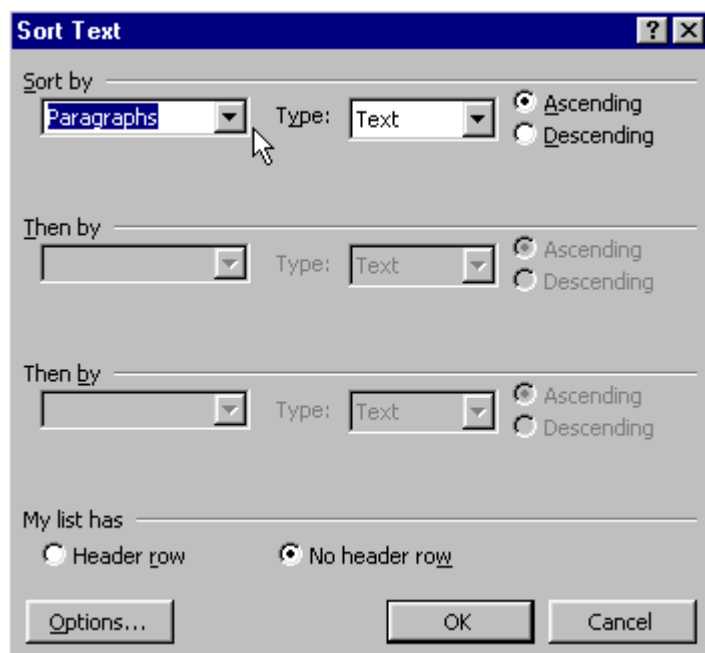 Sort Text
Sort by
Paragraphs Type: Text Ascending
Descending
Then by
Type: Text Ascending
Descending
Then by
Type: Text Ascending
Descending
My list has
Header row No header row
Options... OK Cancel